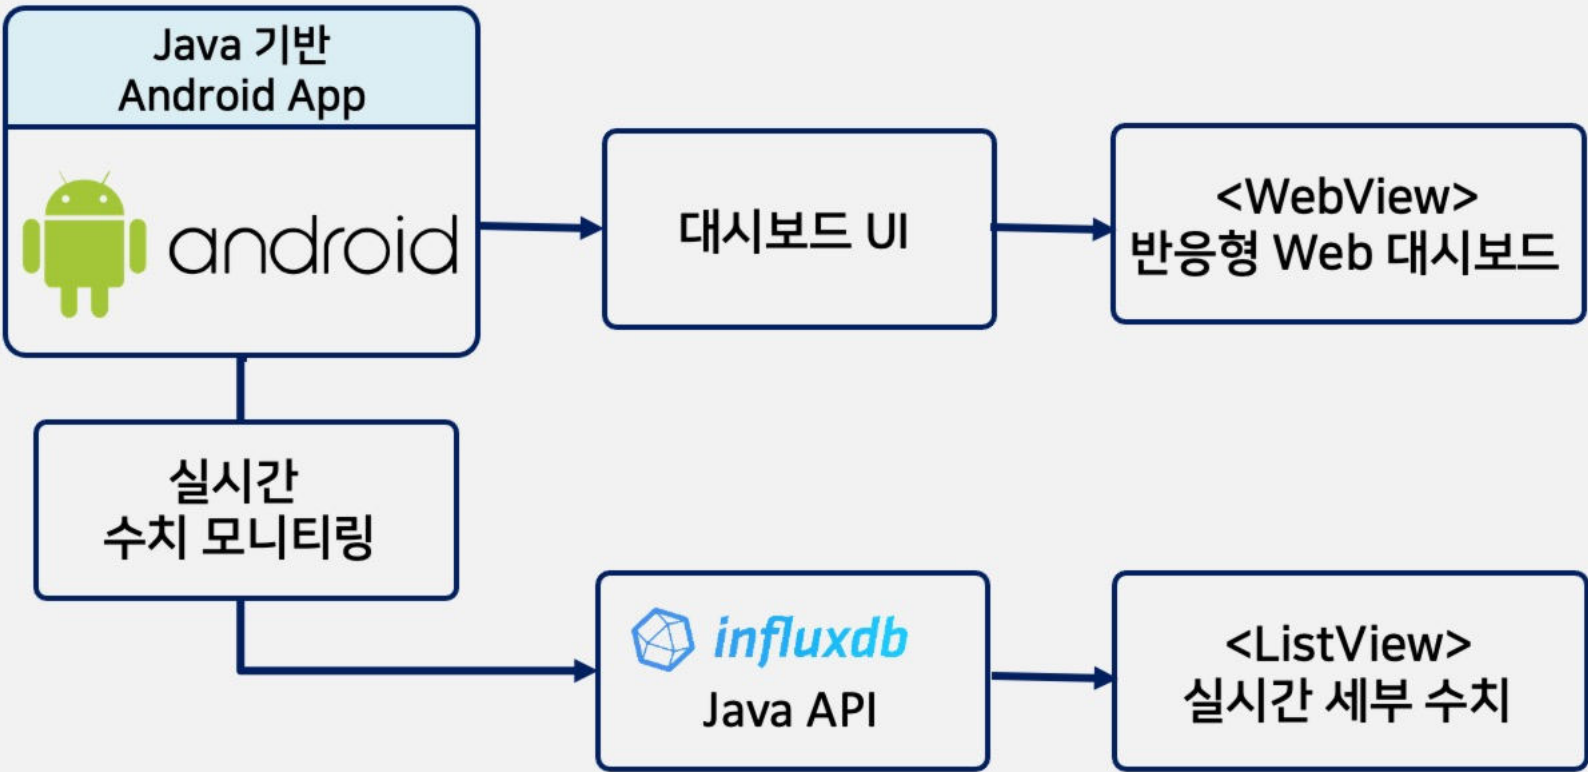 Java 기반
Android App
android
대시보드 UI
<WebView>
반응형 Web 대시보드
실시간
수치 모니티링
influxdb
Java API
<ListView>
실시간 세부 수치